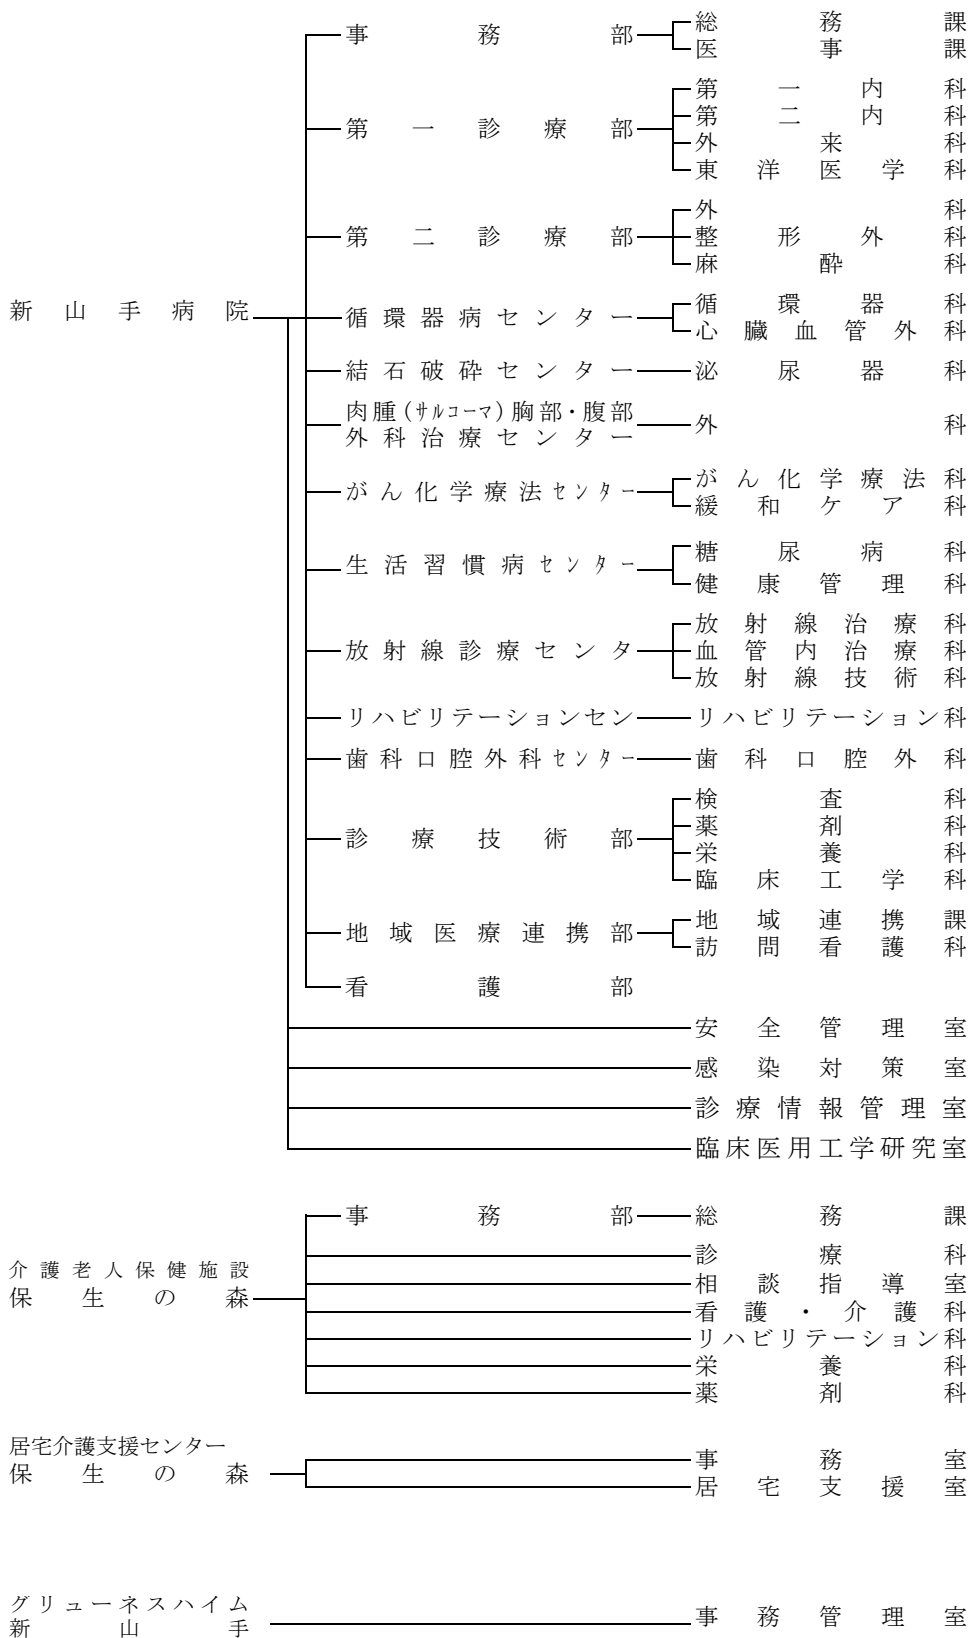 事務部
総務課
医事課
第一診療部
第一内科
第二内科
外来科
東洋医学科
第二診療部
外科
整形外科
麻酔科
新山手病院
循環器病センター
循環器科
心臓血管外科
結石破砕センター
泌尿器科
肉腫(サルコーマ)胸部・腹部
外科治療センター
外科
がん化学療法センター
がん化学療法科
緩和ケア科
生活習慣病センター
糖尿病科
健康管理科
放射線診療センタ
放射線治療科
血管内治療科
放射線技術科
リハビリテーションセン
リハビリテーション科
歯科口腔外科センター
歯科口腔外科
診療技術部
検査科
薬剤科
栄養科
臨床工学科
地域医療連携部
地域連携課
訪問看護科
看護部
安全管理室
感染対策室
診療情報管理室
臨床医用工学研究室
介護老人保健施設
保生の森
事務部
総務課
診療科
相談指導室
看護・介護科
リハビリテーション科
栄養科
薬剤科
居宅介護支援センター
保生の森
事務室
居宅支援室
グリューネスハイム
新山手
事務管理室